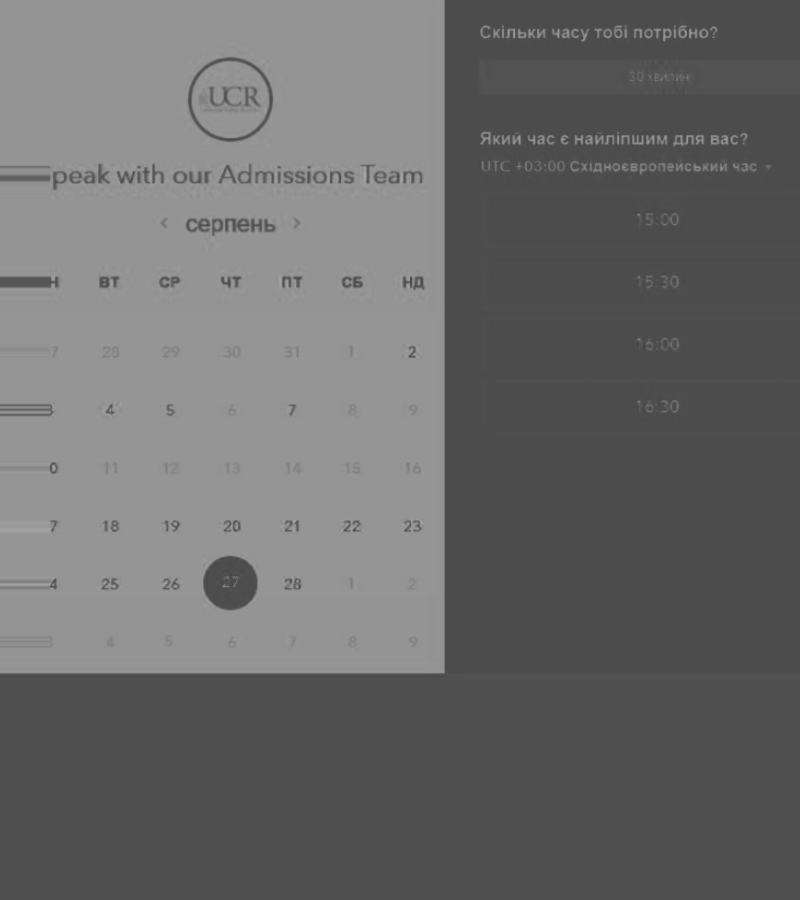 UCR
peak with our Admissions Team
< серпень >
Н ВТ СР ЧТ ПТ СБ НД
7 28 29 30 31 1 2
4 5 6 7 8 9
0 11 12 13 14 15 16
7 18 19 20 21 22 23
4 25 26 27 28 1 2
4 5 6 7 8 9
Скільки часу тобі потрібно?
30 хвилин
Який час є найліпшим для вас?
UTC +03:00 Східноєвропейський час
15:00
15:30
16:00
16:30